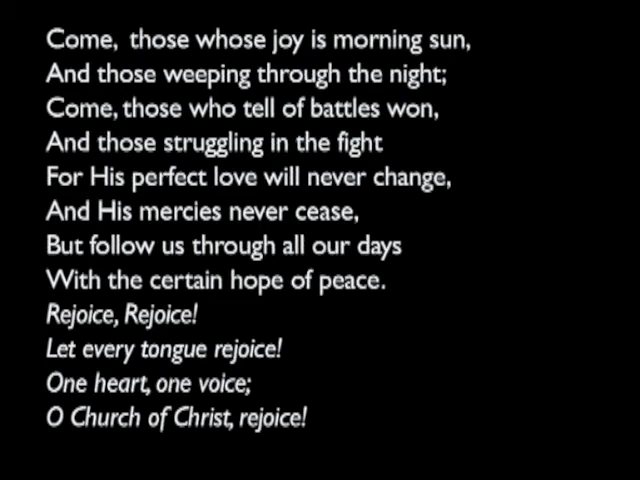 Come,  those whose joy is morning sun,
And those weeping through the night;
Come, those who tell of battles won,
And those struggling in the fight
For His perfect love will never change,
And His mercies never cease,
But follow us through all our days
With the certain hope of peace.
Rejoice, Rejoice!
Let every tongue rejoice!
One heart, one voice;
O Church of Christ, rejoice!